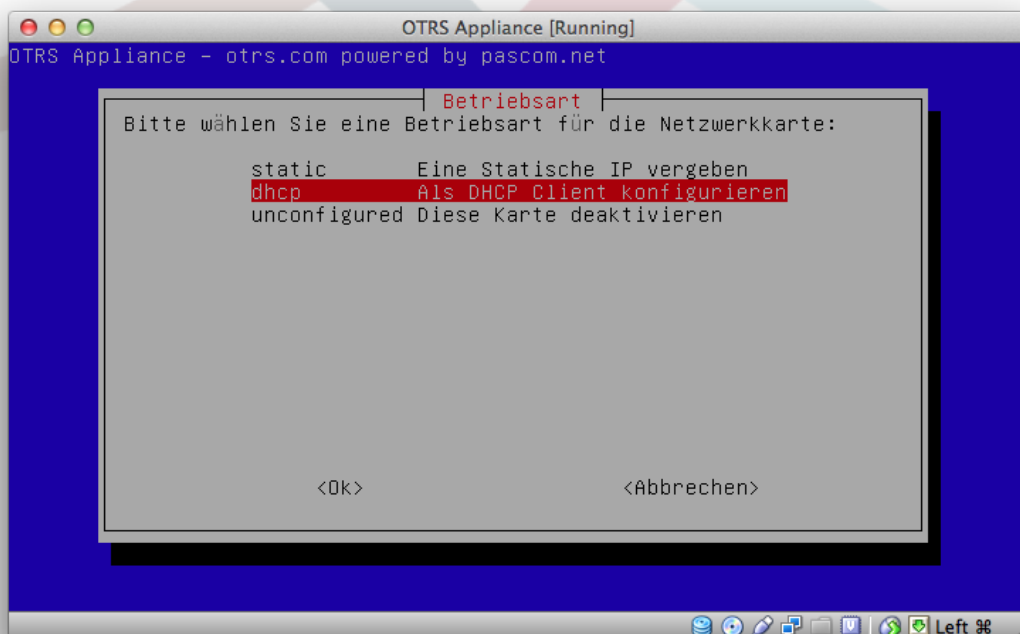 OTRS Appliance [Running]
OTRS Appliance - otrs.com powered by pascom.net
Betriebsart
Bitte wählen Sie eine Betriebsart für die Netzwerkkarte:
static Eine Statische IP vergeben
dhcp Als DHCP Client konfigurieren
unconfigured Diese Karte deaktivieren
<Ok> <Abbrechen>
Left ⌘